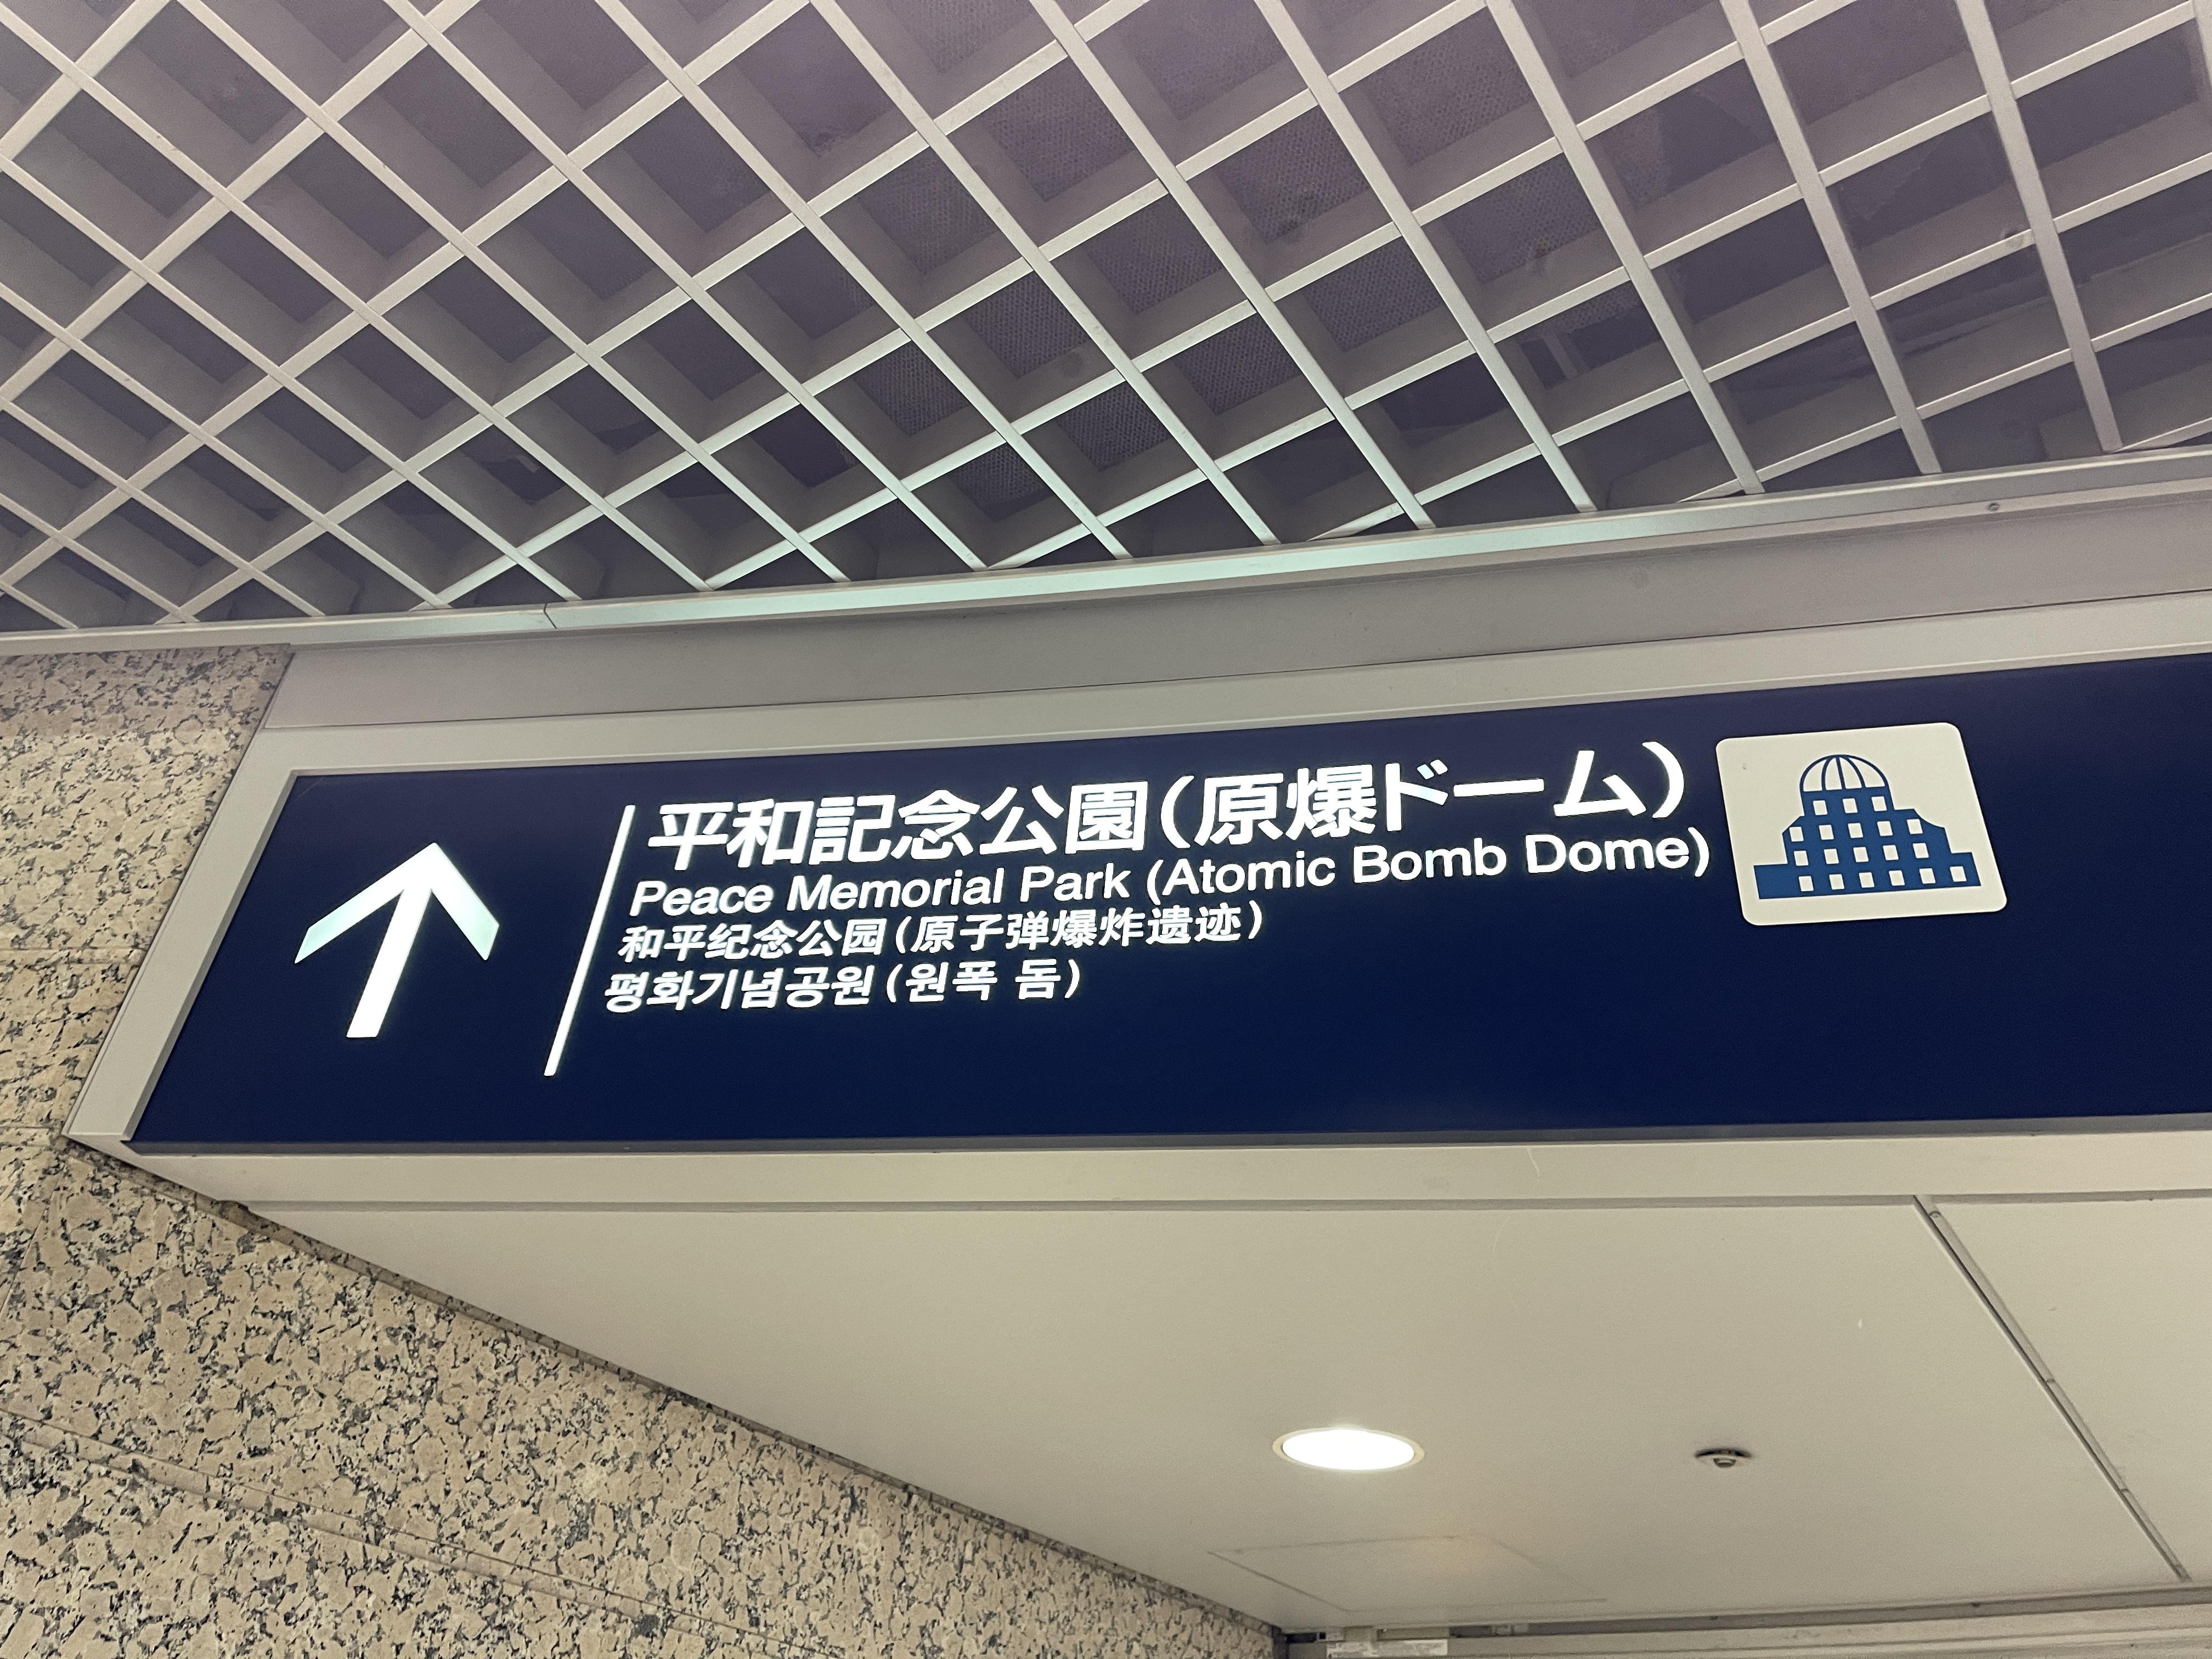 平和記念公園(原爆ドーム)
Peace Memorial Park (Atomic Bomb Dome)
和平纪念公园(原子弹爆炸遗迹)
평화기념공원(원폭 돔)